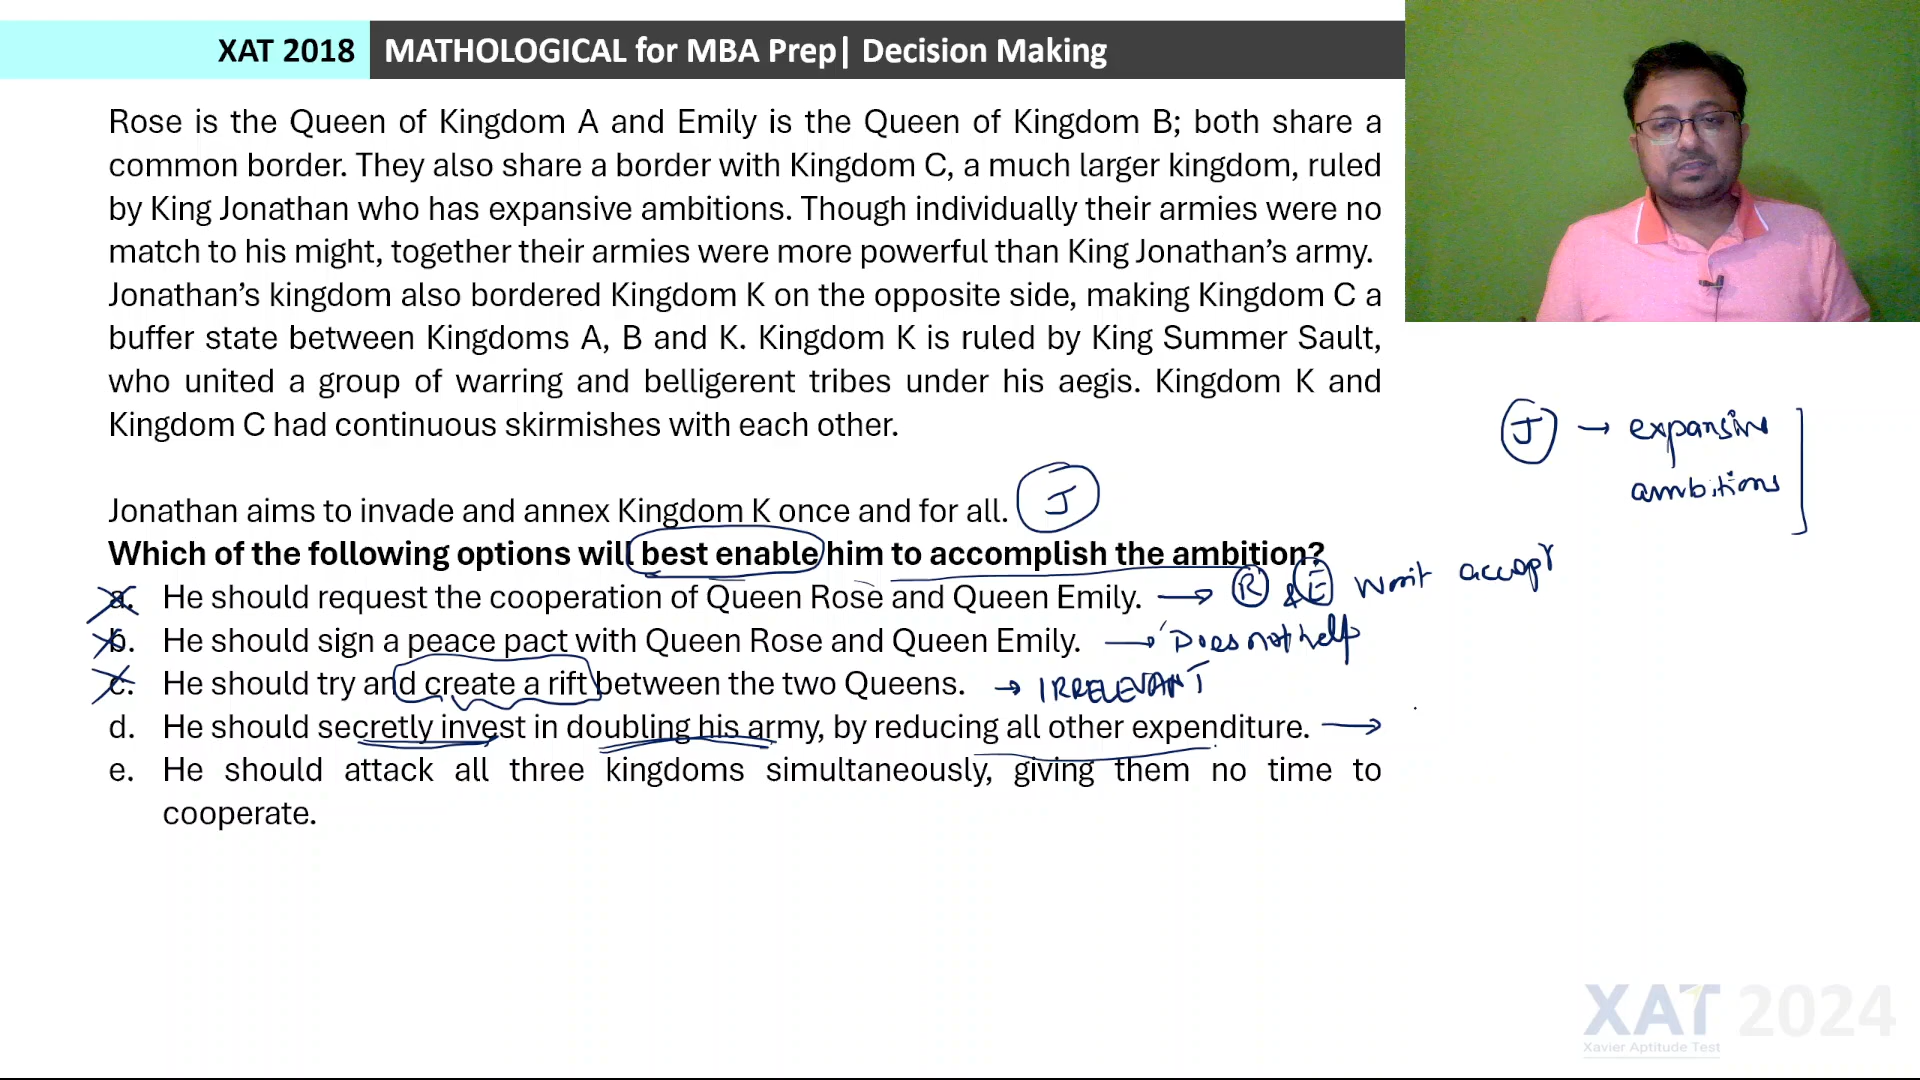 XAT 2018 MATHOLOGICAL for MBA Prep| Decision Making
Rose is the Queen of Kingdom A and Emily is the Queen of Kingdom B; both share a
common border. They also share a border with Kingdom C, a much larger kingdom, ruled
by King Jonathan who has expansive ambitions. Though individually their armies were no
match to his might, together their armies were more powerful than King Jonathan's army.
Jonathan's kingdom also bordered Kingdom K on the opposite side, making Kingdom C a
buffer state between Kingdoms A, B and K. Kingdom K is ruled by King Summer Sault,
who united a group of warring and belligerent tribes under his aegis. Kingdom K and
Kingdom C had continuous skirmishes with each other.
J → expansive
ambitions
Jonathan aims to invade and annex Kingdom K once and for all. J
Which of the following options will best enable him to accomplish the ambition?
a. He should request the cooperation of Queen Rose and Queen Emily. → R & E won't accept
b. He should sign a peace pact with Queen Rose and Queen Emily. → Does not help
c. He should try and create a rift between the two Queens. → IRRELEVANT
d. He should secretly invest in doubling his army, by reducing all other expenditure. →
e. He should attack all three kingdoms simultaneously, giving them no time to
cooperate.
XAT 2024
Xavier Aptitude Test